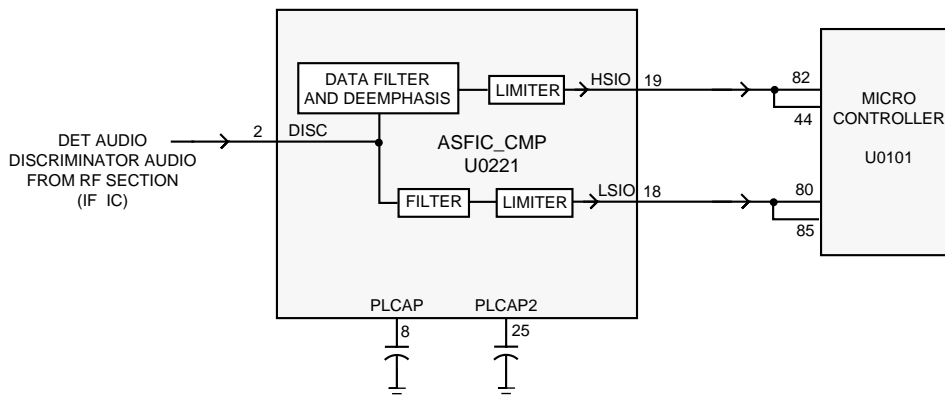 DATA FILTER
AND DEEMPHASIS
LIMITER
HSIO
19
82
44
MICRO
CONTROLLER
U0101
DET AUDIO
DISCRIMINATOR AUDIO
FROM RF SECTION
(IF IC)
2
DISC
ASFIC_CMP
U0221
FILTER
LIMITER
LSIO
18
80
85
PLCAP
PLCAP2
8
25